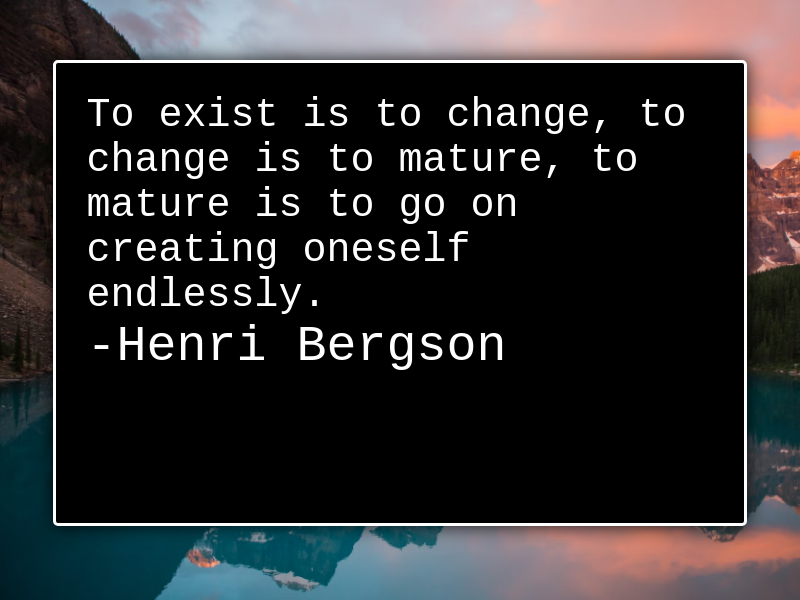 To exist is to change, to
change is to mature, to
mature is to go on
creating oneself
endlessly.
-Henri Bergson